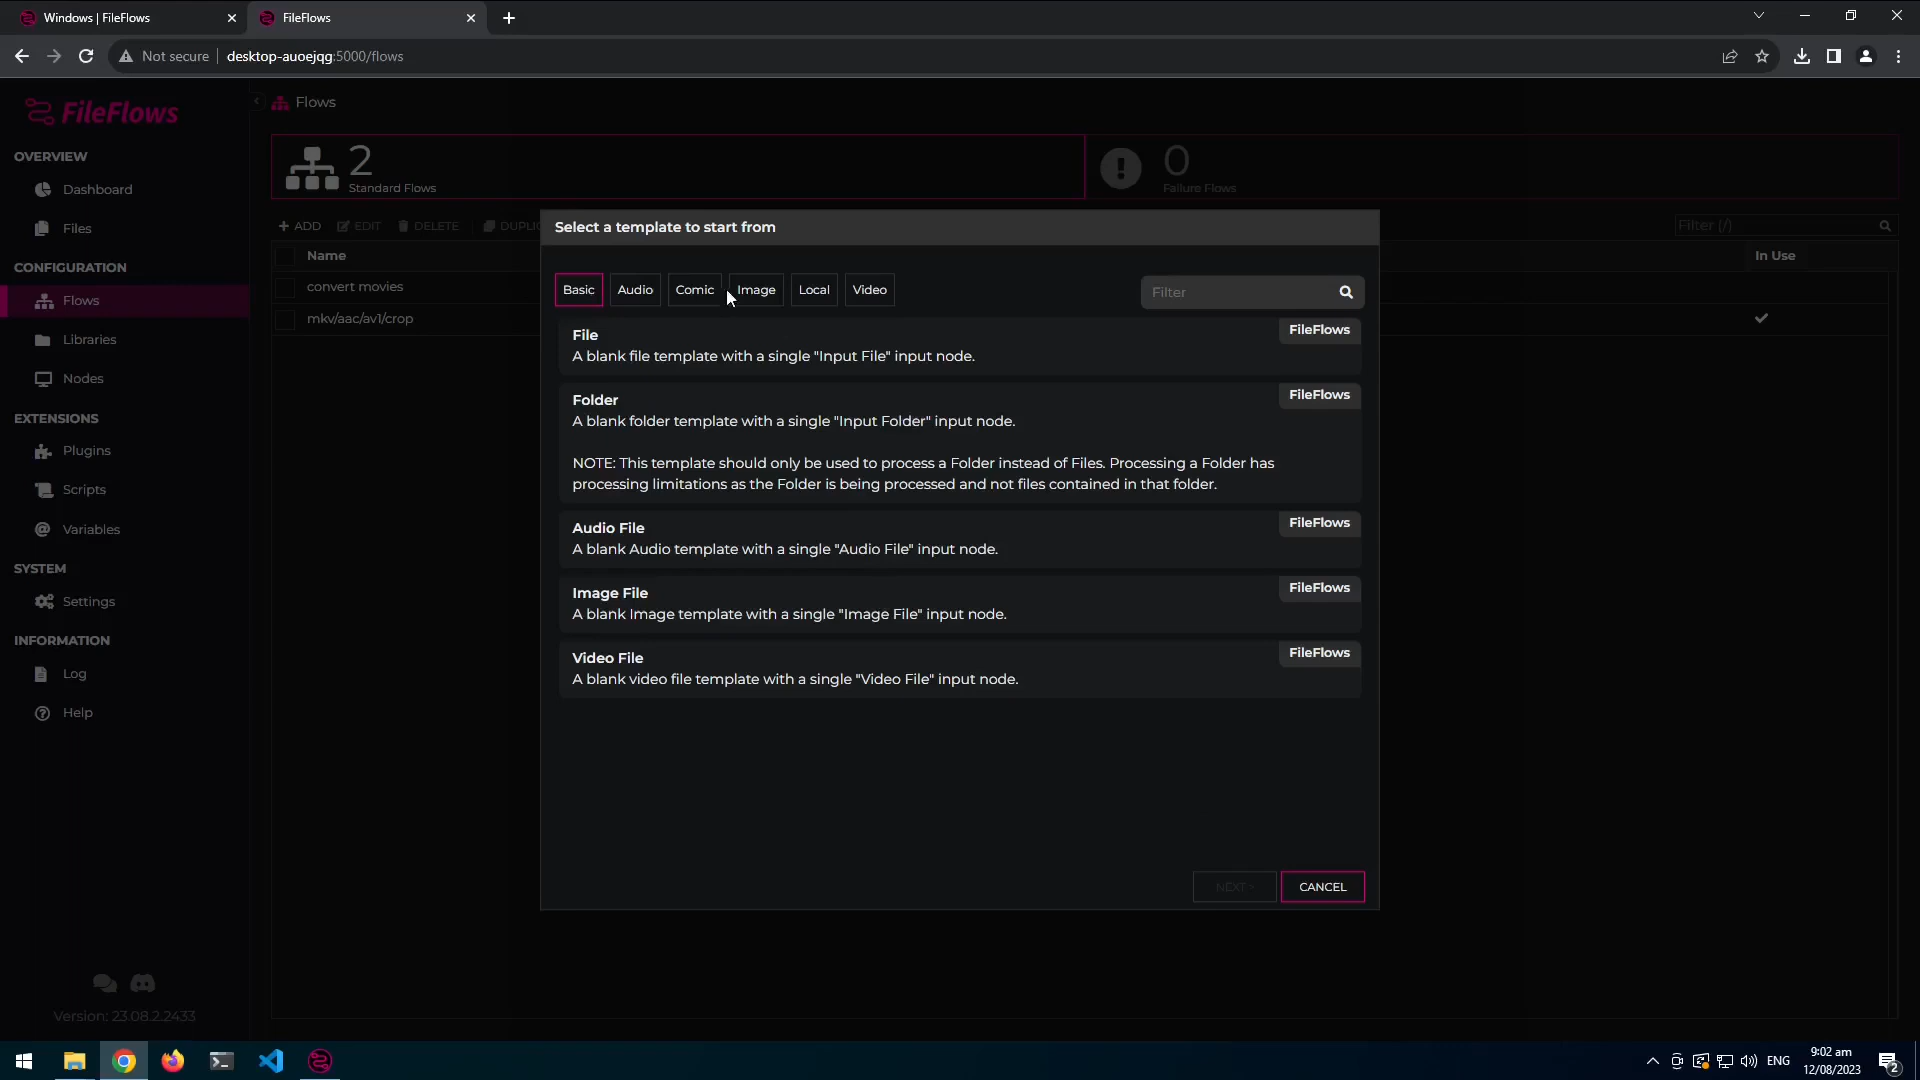 Windows | FileFlows
FileFlows
Not secure
desktop-auoejqg:5000/flows
FileFlows
Flows
OVERVIEW
Dashboard
Files
CONFIGURATION
Flows
Libraries
Nodes
EXTENSIONS
Plugins
Scripts
Variables
SYSTEM
Settings
INFORMATION
Log
Help
Version: 23.08.2.2433
2
Standard Flows
0
Failure Flows
ADD
EDIT
DELETE
DUPLIC
Filter (/)
Name
In Use
convert movies
mkv/aac/av1/crop
Select a template to start from
Basic
Audio
Comic
Image
Local
Video
Filter
File
FileFlows
A blank file template with a single "Input File" input node.
Folder
FileFlows
A blank folder template with a single "Input Folder" input node.
NOTE: This template should only be used to process a Folder instead of Files. Processing a Folder has
processing limitations as the Folder is being processed and not files contained in that folder.
Audio File
FileFlows
A blank Audio template with a single "Audio File" input node.
Image File
FileFlows
A blank Image template with a single "Image File" input node.
Video File
FileFlows
A blank video file template with a single "Video File" input node.
NEXT >
CANCEL
ENG
9:02 am
12/08/2023
2